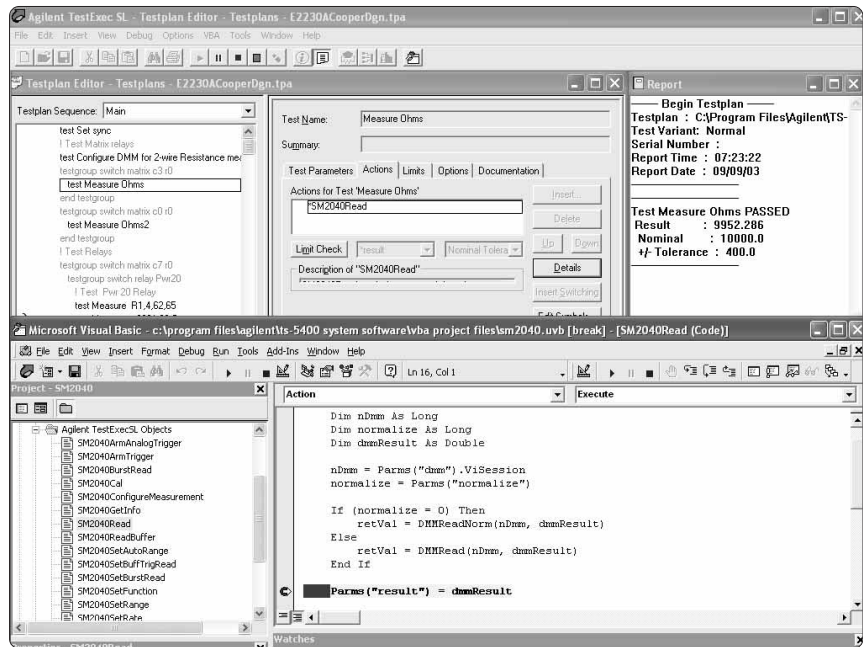 Agilent TestExec SL - Testplan Editor - Testplans - E2230ACooperDgn.tpa
File Edit Insert View Debug Options VBA Tools Window Help
Testplan Editor - Testplans - E2230ACooperDgn.tpa
Testplan Sequence: Main
test Set sync
! Test Matrix relays
test Configure DMM for 2-wire Resistance mea
testgroup switch matrix c3 r0
test Measure Ohms
end testgroup
testgroup switch matrix c0 r0
test Measure Ohms2
end testgroup
! Test Relays
testgroup switch matrix c7 r0
testgroup switch relay Pwr20
! Test Pwr 20 Relay
test Measure R1,4,62,65
Test Name: Measure Ohms
Summary:
Test Parameters Actions Limits Options Documentation
Actions for Test 'Measure Ohms'
*SM2040Read
Insert...
Delete
Up Down
Limit Check *result Nominal Tolera
Details
Description of "SM2040Read"
Insert Switching
Edit Symbols
Report
Begin Testplan
Testplan : C:\Program Files\Agilent\TS-
Test Variant: Normal
Serial Number :
Report Time : 07:23:22
Report Date : 09/09/03
Test Measure Ohms PASSED
Result : 9952.286
Nominal : 10000.0
+/- Tolerance : 400.0
Microsoft Visual Basic - c:\program files\agilent\ts-5400 system software\vba project files\sm2040.uvb [break] - [SM2040Read (Code)]
File Edit View Insert Format Debug Run Tools Add-Ins Window Help
Ln 16, Col 1
Project - SM2040
Agilent TestExecSL Objects
SM2040ArmAnalogTrigger
SM2040ArmTrigger
SM2040BurstRead
SM2040Cal
SM2040ConfigureMeasurement
SM2040GetInfo
SM2040Read
SM2040ReadBuffer
SM2040SetAutoRange
SM2040SetBuffTrigRead
SM2040SetBurstRead
SM2040SetFunction
SM2040SetRange
SM2040SetRate
Properties - SM2040Read
Action
Execute
Dim nDmm As Long
Dim normalize As Long
Dim dmmResult As Double
nDmm = Parms("dmm").ViSession
normalize = Parms("normalize")
If (normalize = 0) Then
retVal = DMMReadNorm(nDmm, dmmResult)
Else
retVal = DMMRead(nDmm, dmmResult)
End If
Parms("result") = dmmResult
Watches